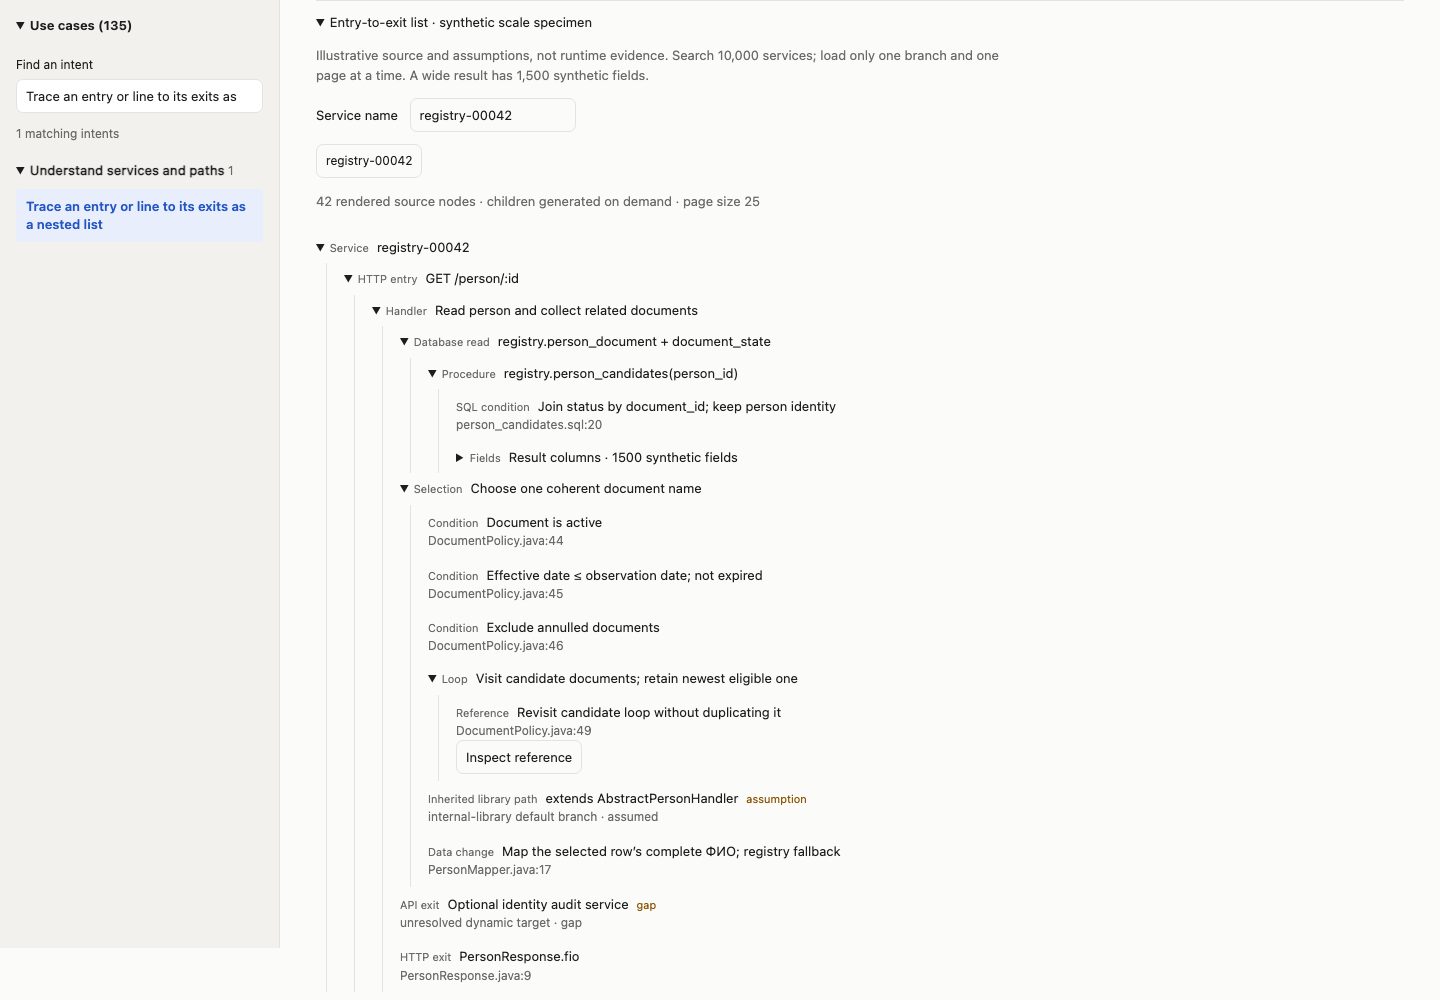 Use cases (135)
Find an intent
Trace an entry or line to its exits as
1 matching intents
Understand services and paths 1
Trace an entry or line to its exits as
a nested list
Entry-to-exit list · synthetic scale specimen
Illustrative source and assumptions, not runtime evidence. Search 10,000 services; load only one branch and one
page at a time. A wide result has 1,500 synthetic fields.
Service name registry-00042
registry-00042
42 rendered source nodes · children generated on demand · page size 25
Service registry-00042
HTTP entry GET /person/:id
Handler Read person and collect related documents
Database read registry.person_document + document_state
Procedure registry.person_candidates(person_id)
SQL condition Join status by document_id; keep person identity
person_candidates.sql:20
Fields Result columns · 1500 synthetic fields
Selection Choose one coherent document name
Condition Document is active
DocumentPolicy.java:44
Condition Effective date ≤ observation date; not expired
DocumentPolicy.java:45
Condition Exclude annulled documents
DocumentPolicy.java:46
Loop Visit candidate documents; retain newest eligible one
Reference Revisit candidate loop without duplicating it
DocumentPolicy.java:49
Inspect reference
Inherited library path extends AbstractPersonHandler assumption
internal-library default branch · assumed
Data change Map the selected row’s complete ФИО; registry fallback
PersonMapper.java:17
API exit Optional identity audit service gap
unresolved dynamic target · gap
HTTP exit PersonResponse.fio
PersonResponse.java:9